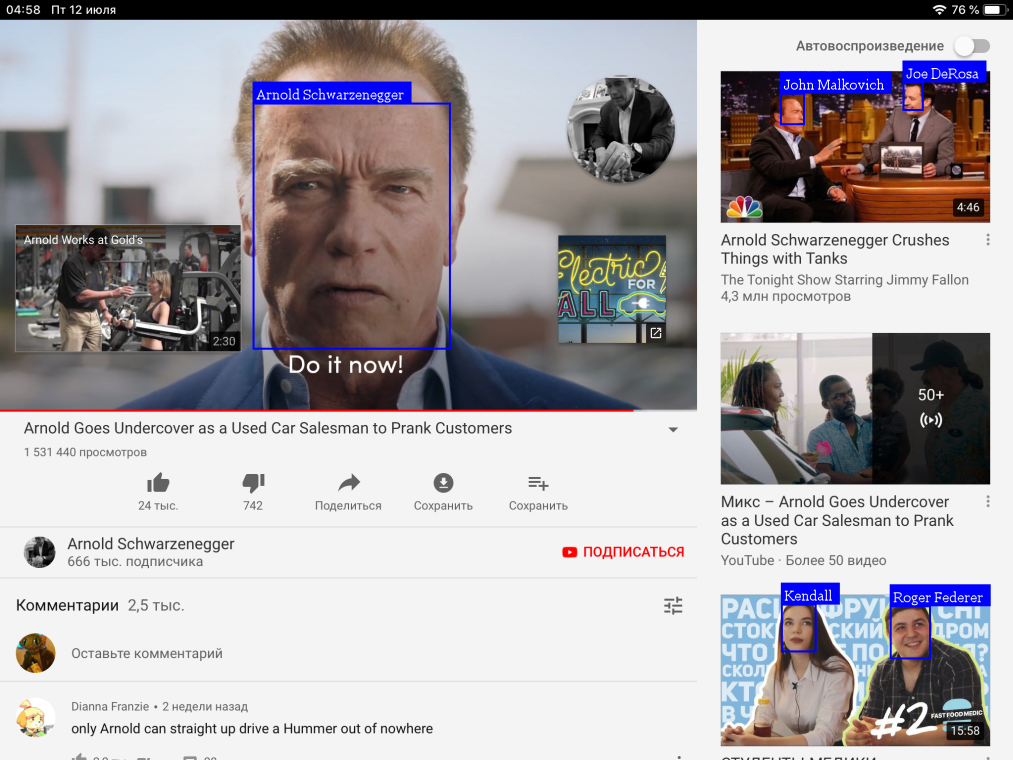 04:58 Пт 12 июля
76 %
Arnold Schwarzenegger
Arnold Works at Gold's
2:30
Electric
FOR
ALL
Do it now!
Arnold Goes Undercover as a Used Car Salesman to Prank Customers
1 531 440 просмотров
24 тыс.
742
Поделиться
Сохранить
Сохранить
Arnold Schwarzenegger
666 тыс. подписчика
ПОДПИСАТЬСЯ
Комментарии 2,5 тыс.
Оставьте комментарий
Dianna Franzie • 2 недели назад
only Arnold can straight up drive a Hummer out of nowhere
Автовоспроизведение
John Malkovich
Joe DeRosa
4:46
Arnold Schwarzenegger Crushes
Things with Tanks
The Tonight Show Starring Jimmy Fallon
4,3 млн просмотров
50+
Микс – Arnold Goes Undercover
as a Used Car Salesman to Prank
Customers
YouTube · Более 50 видео
Kendall
Roger Federer
#2
FAST FOOD MEDIC
15:58
СТУДЕНТЫ МЕДИКИ